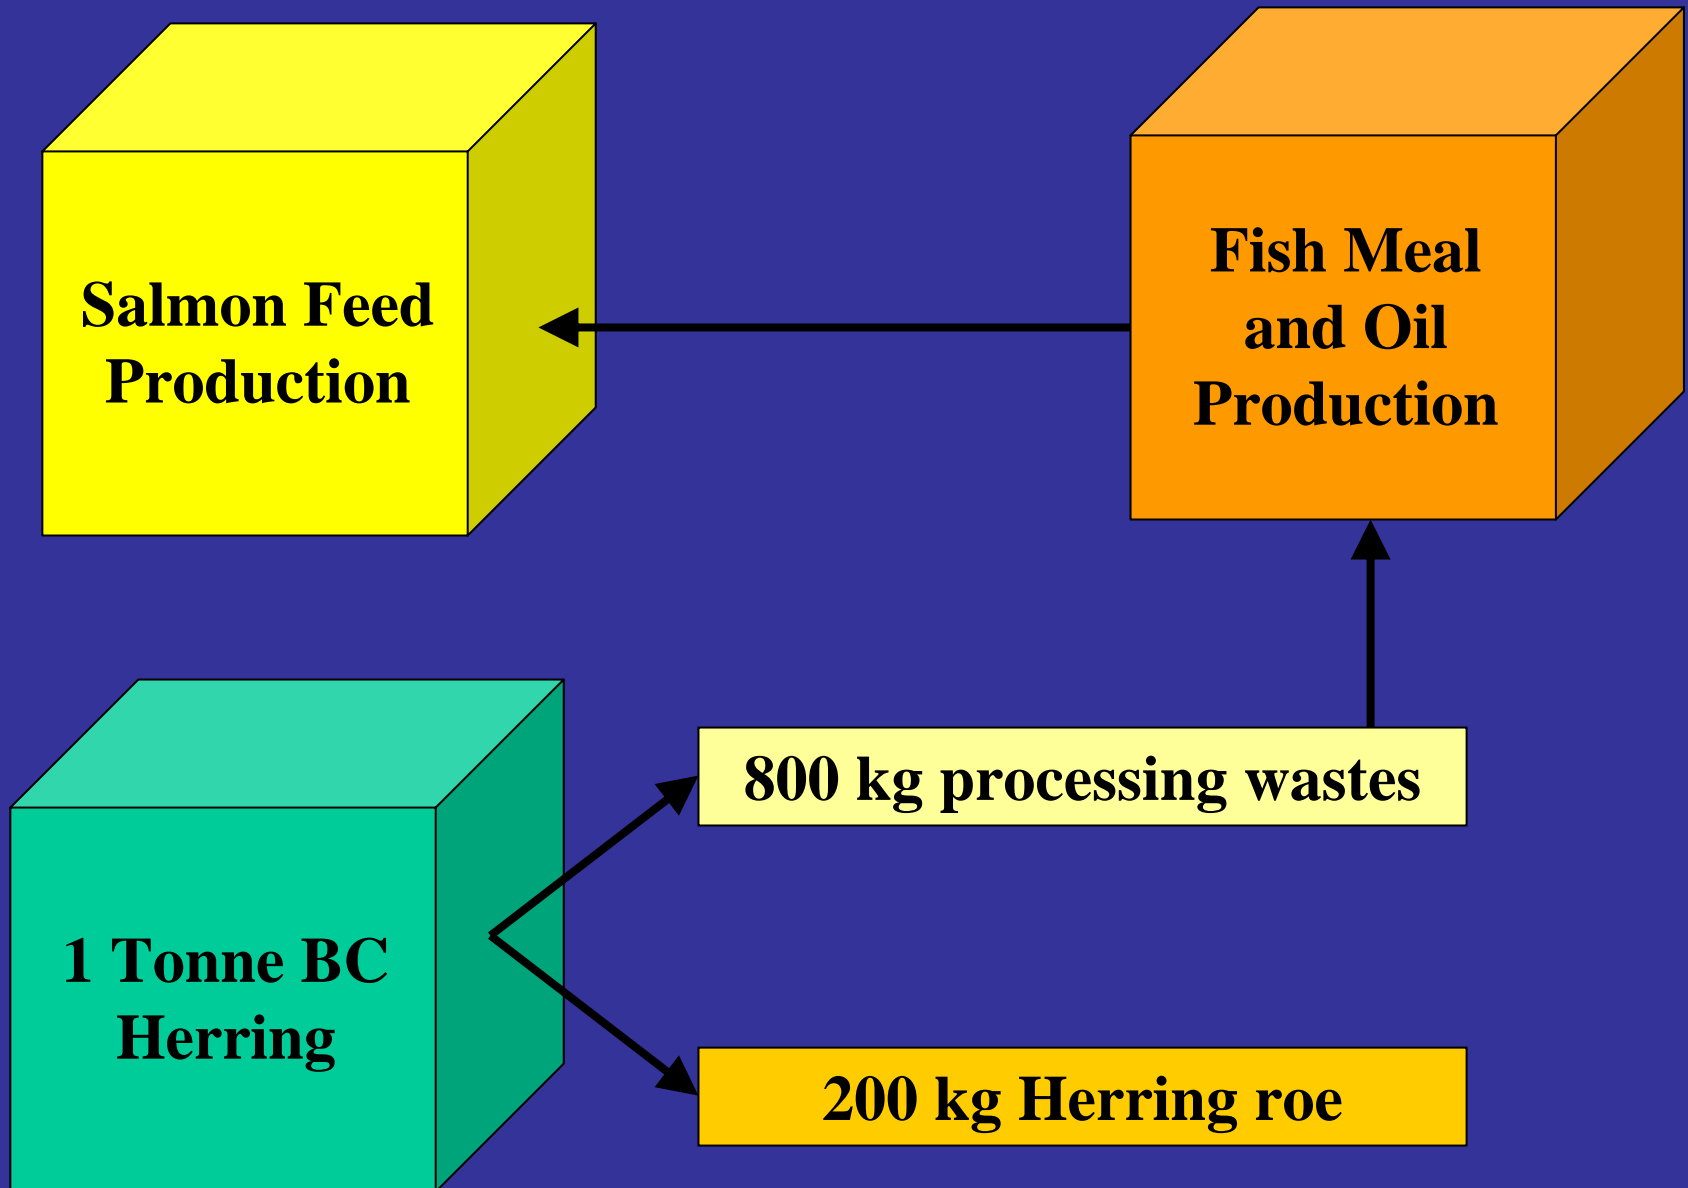 Salmon Feed
Production
Fish Meal
and Oil
Production
800 kg processing wastes
1 Tonne BC
Herring
200 kg Herring roe